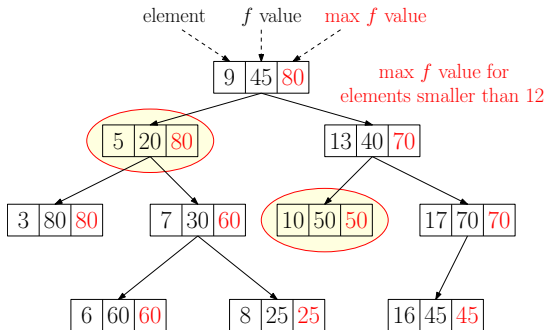 element f value max f value
9 45 80
max f value for
elements smaller than 12
5 20 80 13 40 70
3 80 80 7 30 60 10 50 50 17 70 70
6 60 60 8 25 25 16 45 45